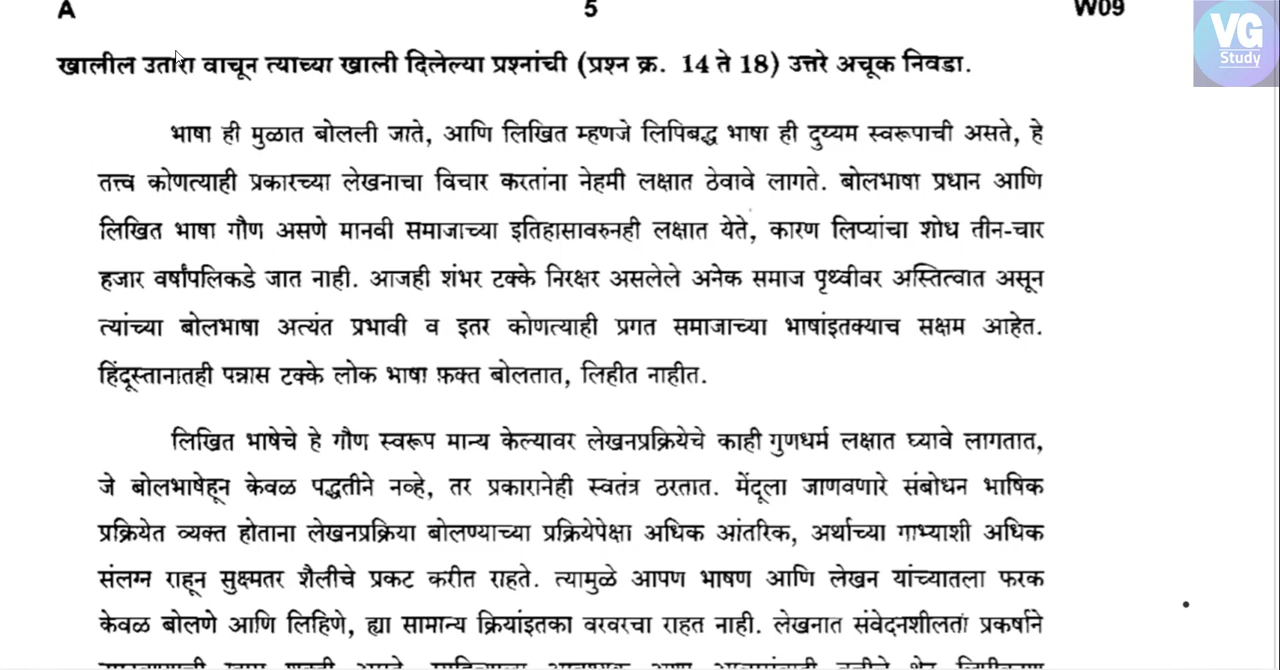 A 5 W09
VG
Study
खालील उतारा वाचून त्याच्या खाली दिलेल्या प्रश्नांची (प्रश्न क्र. 14 ते 18) उत्तरे अचूक निवडा.
भाषा ही मुळात बोलली जाते, आणि लिखित म्हणजे लिपिबद्ध भाषा ही दुय्यम स्वरूपाची असते, हे
तत्त्व कोणत्याही प्रकारच्या लेखनाचा विचार करतांना नेहमी लक्षात ठेवावे लागते. बोलभाषा प्रधान आणि
लिखित भाषा गौण असणे मानवी समाजाच्या इतिहासावरुनही लक्षात येते, कारण लिप्यांचा शोध तीन-चार
हजार वर्षांपलिकडे जात नाही. आजही शंभर टक्के निरक्षर असलेले अनेक समाज पृथ्वीवर अस्तित्वात असून
त्यांच्या बोलभाषा अत्यंत प्रभावी व इतर कोणत्याही प्रगत समाजाच्या भाषांइतक्याच सक्षम आहेत.
हिंदूस्तानातही पन्नास टक्के लोक भाषा फ़क्त बोलतात, लिहीत नाहीत.
लिखित भाषेचे हे गौण स्वरूप मान्य केल्यावर लेखनप्रक्रियेचे काही गुणधर्म लक्षात घ्यावे लागतात,
जे बोलभाषेहून केवळ पद्धतीने नव्हे, तर प्रकारानेही स्वतंत्र ठरतात. मेंदूला जाणवणारे संबोधन भाषिक
प्रक्रियेत व्यक्त होताना लेखनप्रक्रिया बोलण्याच्या प्रक्रियेपेक्षा अधिक आंतरिक, अर्थाच्या गाभ्याशी अधिक
संलग्न राहून सुक्ष्मतर शैलीचे प्रकट करीत राहते. त्यामुळे आपण भाषण आणि लेखन यांच्यातला फरक
केवळ बोलणे आणि लिहिणे, ह्या सामान्य क्रियांइतका वरवरचा राहत नाही. लेखनात संवेदनशीलता प्रकर्षाने